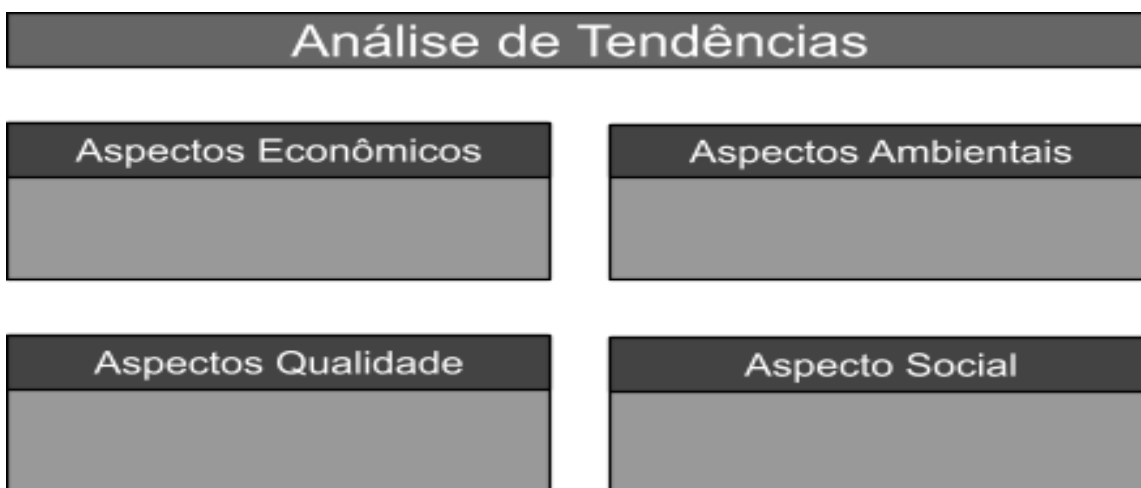 Análise de Tendências
Aspectos Econômicos
Aspectos Ambientais
Aspectos Qualidade
Aspecto Social